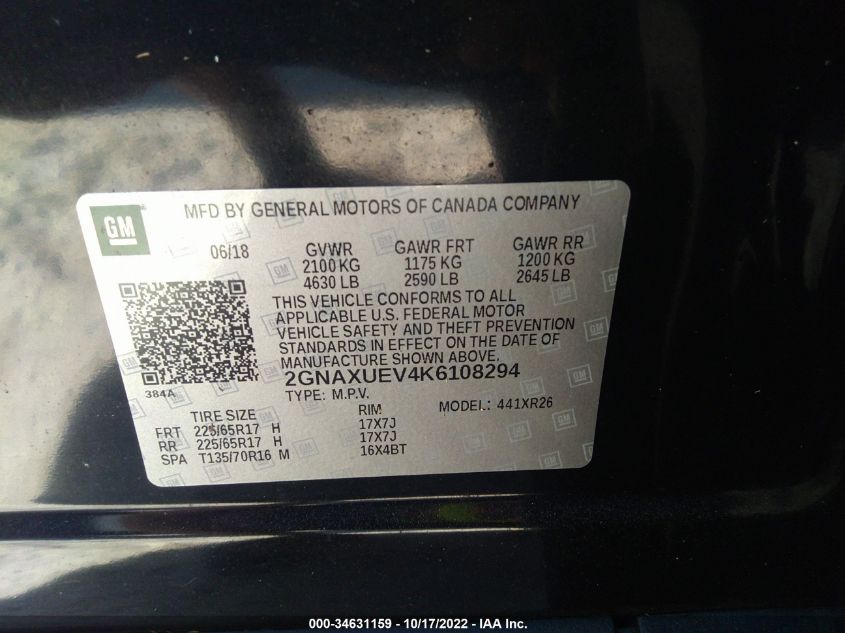 GM
MFD BY GENERAL MOTORS OF CANADA COMPANY
06/18 GVWR GAWR FRT GAWR RR
2100 KG 1175 KG 1200 KG
4630 LB 2590 LB 2645 LB
THIS VEHICLE CONFORMS TO ALL
APPLICABLE U.S. FEDERAL MOTOR
VEHICLE SAFETY AND THEFT PREVENTION
STANDARDS IN EFFECT ON THE DATE OF
MANUFACTURE SHOWN ABOVE.
384A 2GNAXUEV4K6108294
TYPE: M.P.V. MODEL: 441XR26
TIRE SIZE RIM
FRT 225/65R17 H 17X7J
RR 225/65R17 H 17X7J
SPA T135/70R16 M 16X4BT
000-34631159 - 10/17/2022 - IAA Inc.